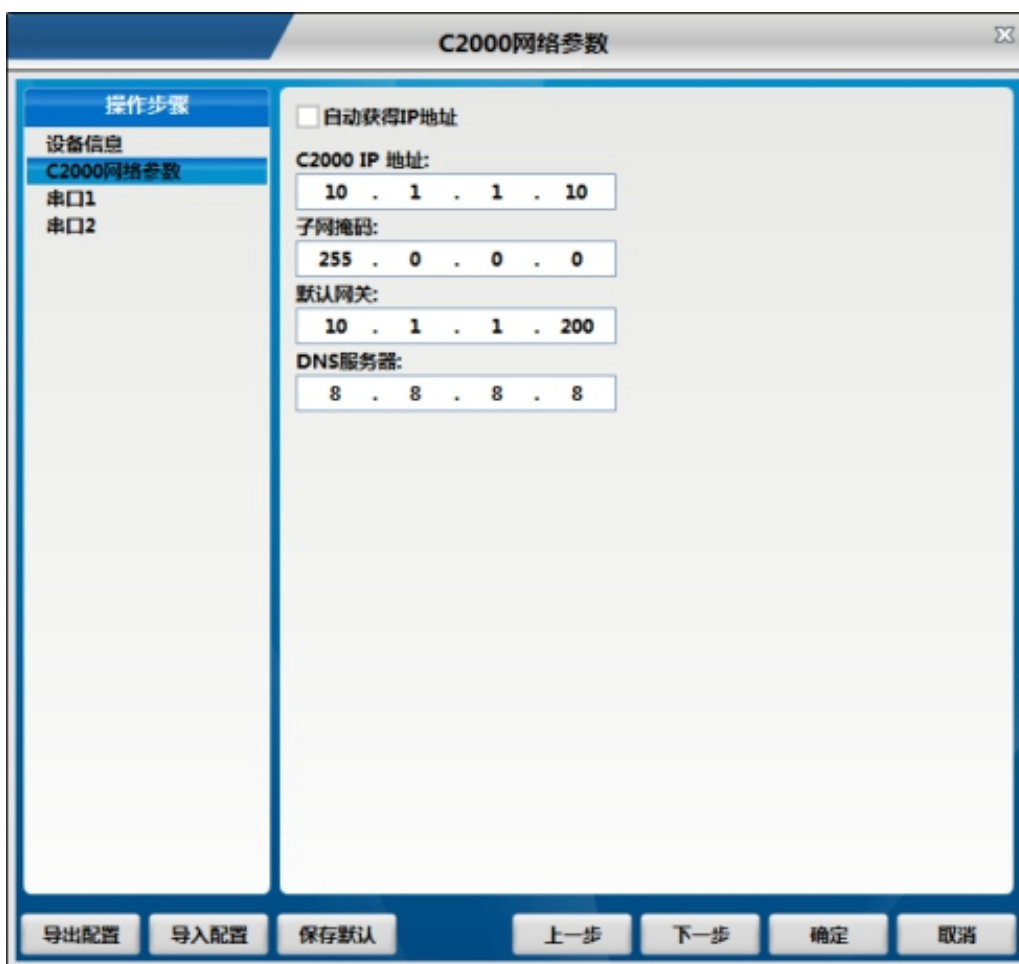 C2000网络参数
操作步骤
设备信息
C2000网络参数
串口1
串口2
自动获得IP地址
C2000 IP 地址:
10 . 1 . 1 . 10
子网掩码:
255 . 0 . 0 . 0
默认网关:
10 . 1 . 1 . 200
DNS服务器:
8 . 8 . 8 . 8
导出配置 导入配置 保存默认 上一步 下一步 确定 取消